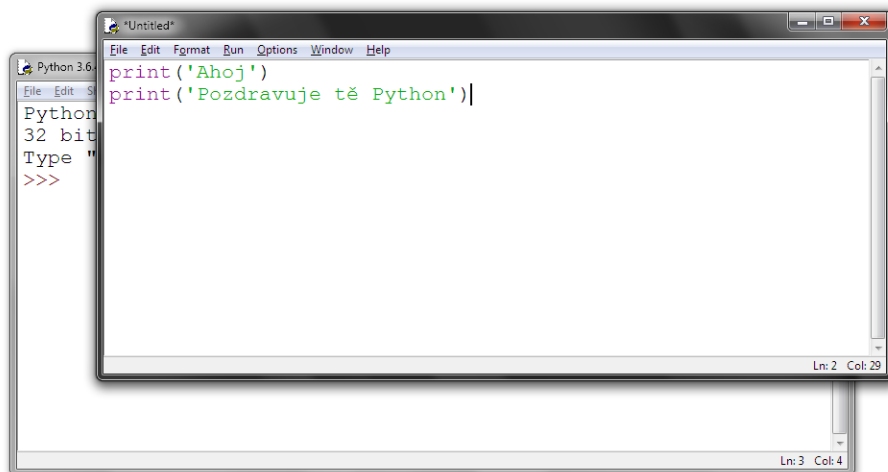 *Untitled*
File Edit Format Run Options Window Help
print('Ahoj')
print('Pozdravuje tě Python')
Ln: 2 Col: 29
Python 3.6.
File Edit
Python
32 bit
Type "
>>>
Ln: 3 Col: 4